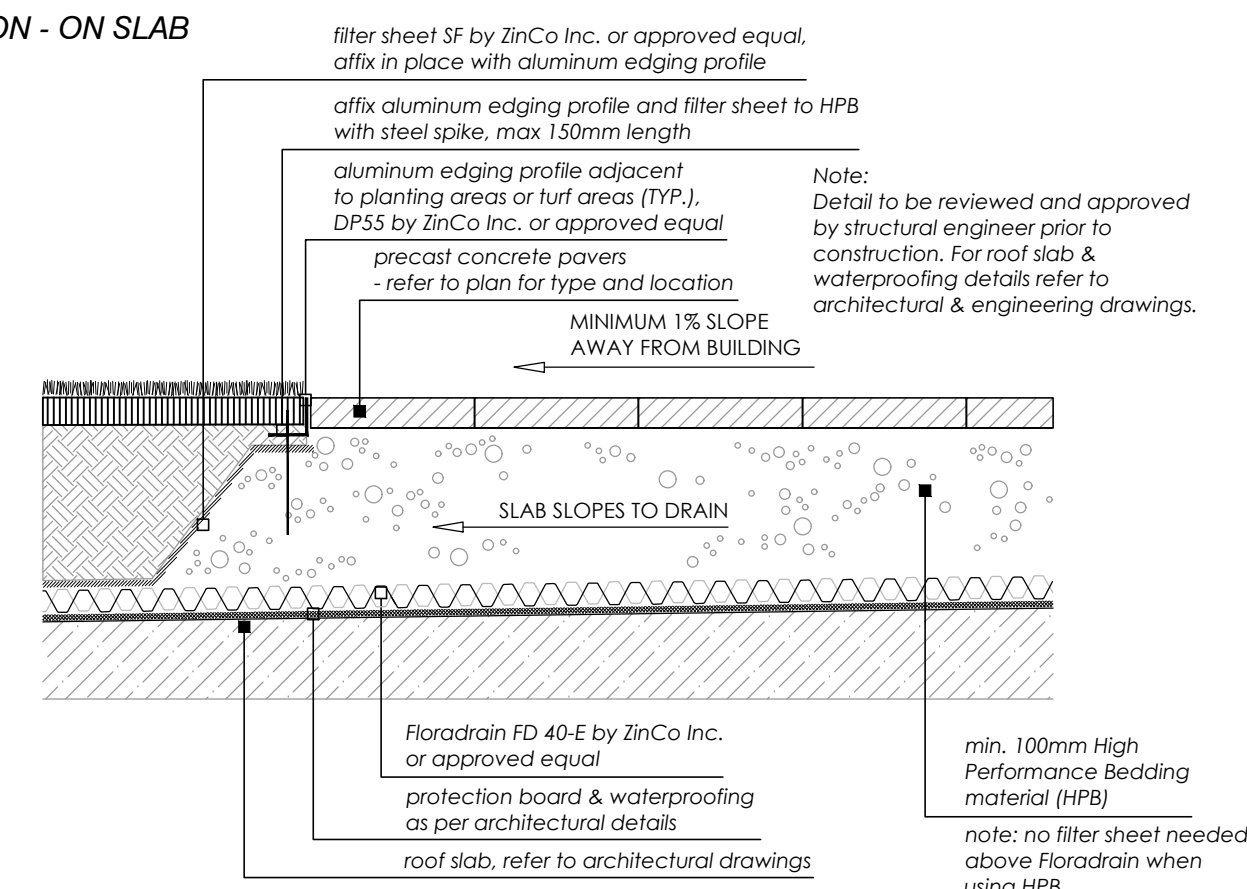 ON - ON SLAB
filter sheet SF by ZinCo Inc. or approved equal,
affix in place with aluminum edging profile
affix aluminum edging profile and filter sheet to HPB
with steel spike, max 150mm length
aluminum edging profile adjacent
to planting areas or turf areas (TYP.),
DP55 by ZinCo Inc. or approved equal
precast concrete pavers
- refer to plan for type and location
Note:
Detail to be reviewed and approved
by structural engineer prior to
construction. For roof slab &
waterproofing details refer to
architectural & engineering drawings.
MINIMUM 1% SLOPE
AWAY FROM BUILDING
SLAB SLOPES TO DRAIN
Floradrain FD 40-E by ZinCo Inc.
or approved equal
protection board & waterproofing
as per architectural details
roof slab, refer to architectural drawings
min. 100mm High
Performance Bedding
material (HPB)
note: no filter sheet needed
above Floradrain when
using HPB